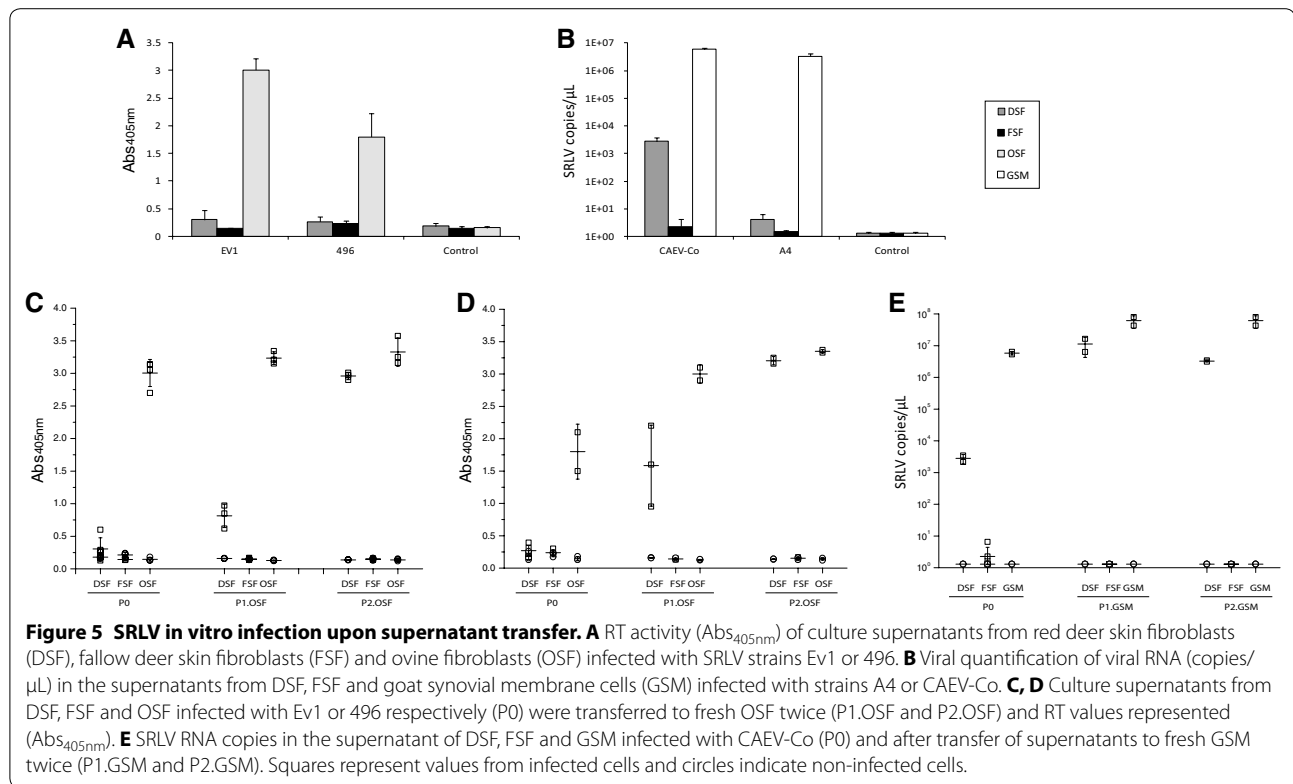 A
B
3.5
3
2.5
2
1.5
1
0.5
0
Abs405nm
EV1 496 Control
1E+07
1E+06
1E+05
1E+04
1E+03
1E+02
1E+01
1E+00
SRLV copies/µL
CAEV-Co A4 Control
DSF
FSF
OSF
GSM
C
4.0
3.5
3.0
2.5
2.0
1.5
1.0
0.5
0.0
Abs405nm
DSF FSF OSF DSF FSF OSF DSF FSF OSF
P0 P1.OSF P2.OSF
D
4.0
3.5
3.0
2.5
2.0
1.5
1.0
0.5
0.0
Abs405nm
DSF FSF OSF DSF FSF OSF DSF FSF OSF
P0 P1.OSF P2.OSF
E
10⁸
10⁷
10⁶
10⁵
10⁴
10³
10²
10¹
10⁰
SRLV copies/µL
DSF FSF GSM DSF FSF GSM DSF FSF GSM
P0 P1.GSM P2.GSM
Figure 5 SRLV in vitro infection upon supernatant transfer. A RT activity (Abs405nm) of culture supernatants from red deer skin fibroblasts
(DSF), fallow deer skin fibroblasts (FSF) and ovine fibroblasts (OSF) infected with SRLV strains Ev1 or 496. B Viral quantification of viral RNA (copies/
µL) in the supernatants from DSF, FSF and goat synovial membrane cells (GSM) infected with strains A4 or CAEV-Co. C, D Culture supernatants from
DSF, FSF and OSF infected with Ev1 or 496 respectively (P0) were transferred to fresh OSF twice (P1.OSF and P2.OSF) and RT values represented
(Abs405nm). E SRLV RNA copies in the supernatant of DSF, FSF and GSM infected with CAEV-Co (P0) and after transfer of supernatants to fresh GSM
twice (P1.GSM and P2.GSM). Squares represent values from infected cells and circles indicate non-infected cells.